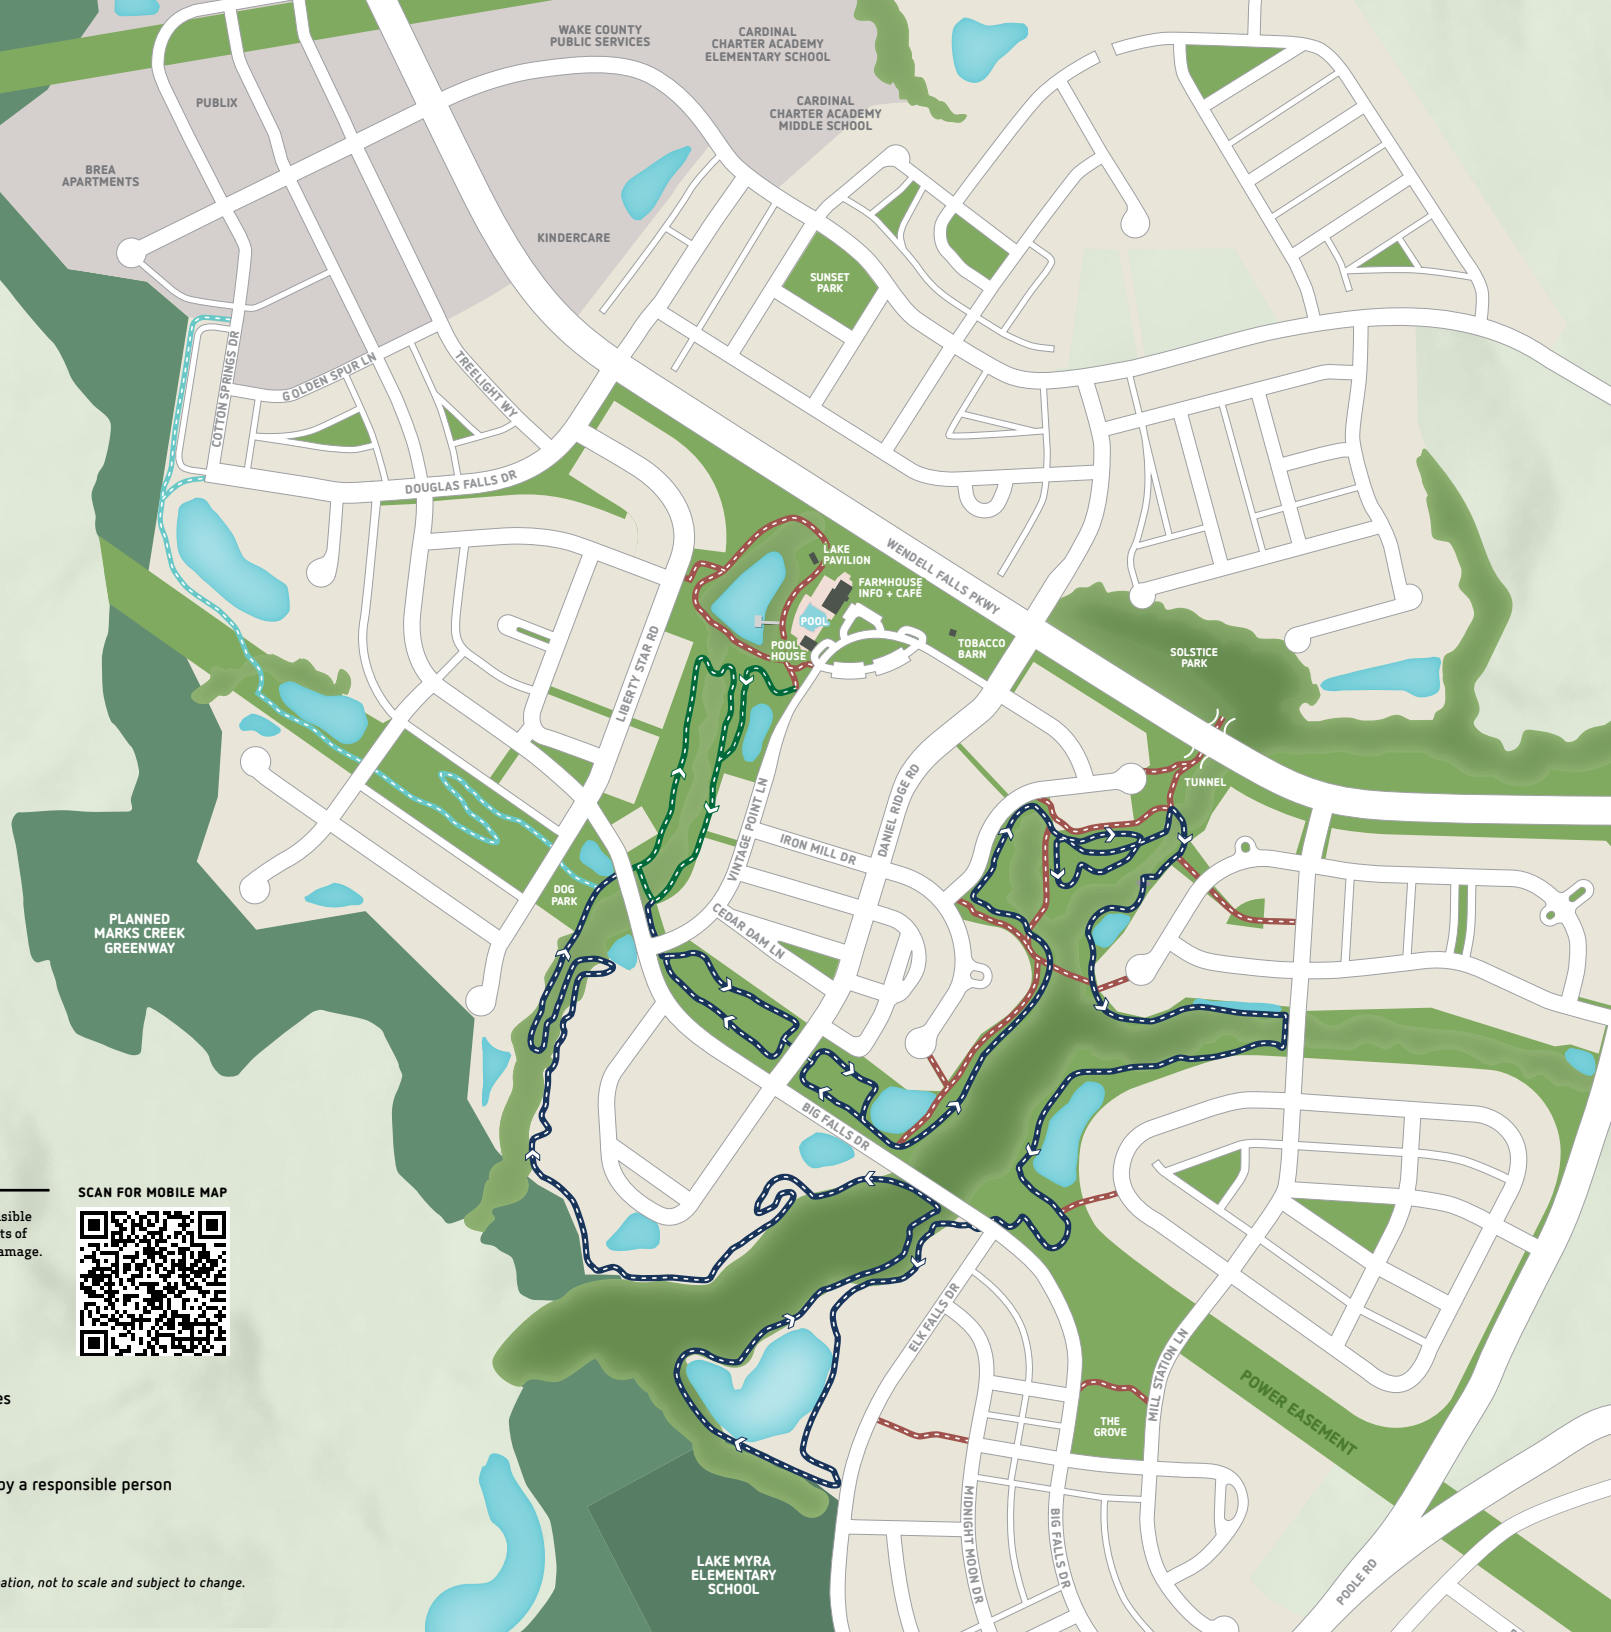 WAKE COUNTY
PUBLIC SERVICES
CARDINAL
CHARTER ACADEMY
ELEMENTARY SCHOOL
CARDINAL
CHARTER ACADEMY
MIDDLE SCHOOL
PUBLIX
BREA
APARTMENTS
KINDERCARE
SUNSET
PARK
COTTON SPRINGS DR
GOLDEN SPUR LN
TREELIGHT WY
DOUGLAS FALLS DR
WENDELL FALLS PKWY
LAKE
PAVILION
FARMHOUSE
INFO + CAFÉ
POOL
POOL
HOUSE
TOBACCO
BARN
SOLSTICE
PARK
LIBERTY STAR RD
TUNNEL
VINTAGE POINT LN
IRON MILL DR
DANIEL RIDGE RD
DOG
PARK
CEDAR DAM LN
PLANNED
MARKS CREEK
GREENWAY
BIG FALLS DR
SCAN FOR MOBILE MAP
sible
ts of
amage.
ELK FALLS DR
MILL STATION LN
POWER EASEMENT
THE
GROVE
es
by a responsible person
MIDNIGHT MOON DR
BIG FALLS DR
LAKE MYRA
ELEMENTARY
SCHOOL
POOLE RD
ation, not to scale and subject to change.